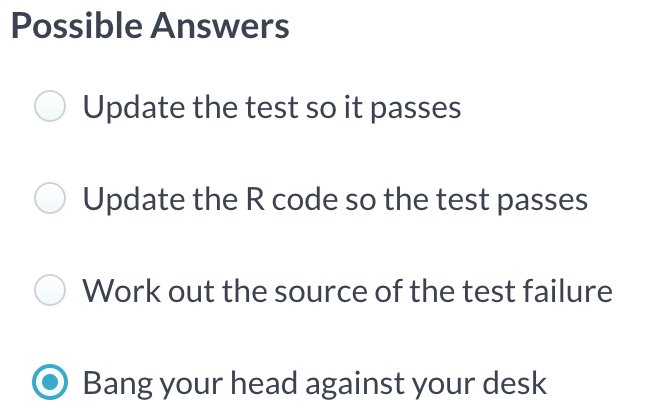 Possible Answers
Update the test so it passes
Update the R code so the test passes
Work out the source of the test failure
Bang your head against your desk